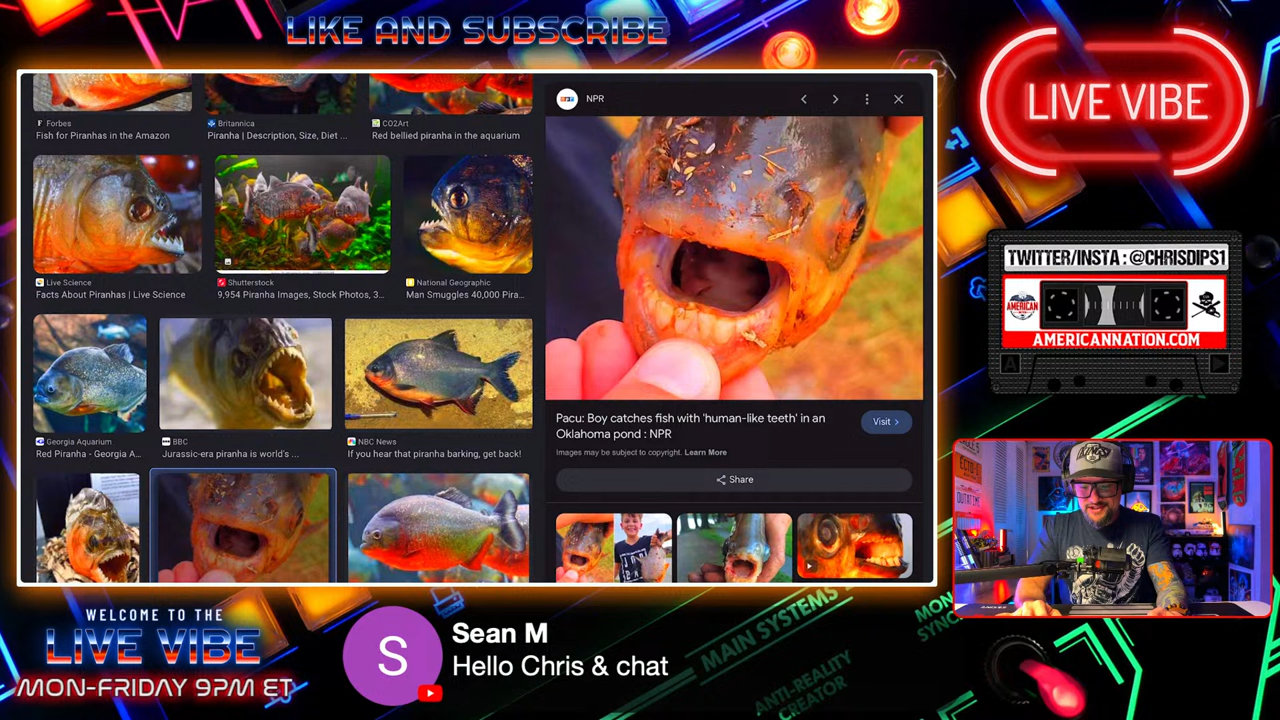 LIKE AND SUBSCRIBE
LIVE VIBE
NPR
Forbes
Fish for Piranhas in the Amazon
Britannica
Piranha | Description, Size, Diet ...
CO2Art
Red bellied piranha in the aquarium
Live Science
Facts About Piranhas | Live Science
Shutterstock
9,954 Piranha Images, Stock Photos, 3...
National Geographic
Man Smuggles 40,000 Pira...
Georgia Aquarium
Red Piranha - Georgia A...
BBC
Jurassic-era piranha is world's ...
NBC News
If you hear that piranha barking, get back!
Pacu: Boy catches fish with 'human-like teeth' in an
Oklahoma pond : NPR
Visit
Images may be subject to copyright. Learn More
Share
TWITTER/INSTA : @CHRISDIPS1
AMERICAN
AMERICANNATION.COM
A
WELCOME TO THE
LIVE VIBE
MON-FRIDAY 9PM ET
S
Sean M
Hello Chris & chat
MAIN SYSTEMS
ANTI-REALITY
CREATOR